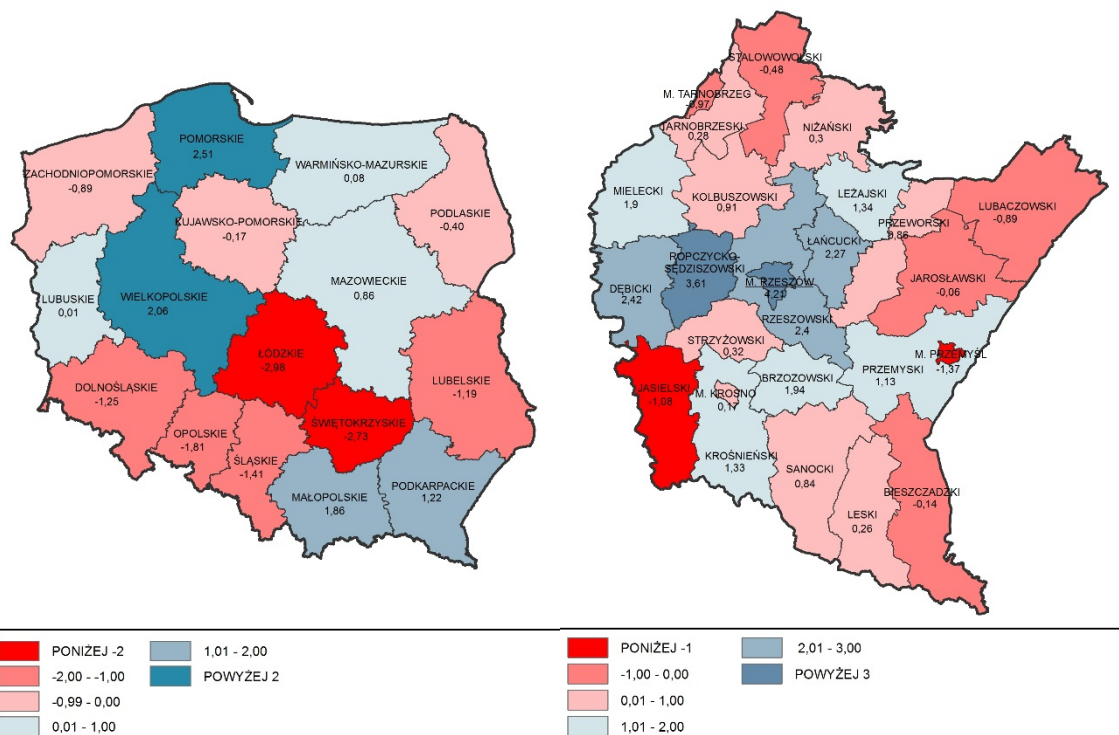 POMORSKIE
2,51
WARMIŃSKO-MAZURSKIE
0,08
ZACHODNIOPOMORSKIE
-0,89
KUJAWSKO-POMORSKIE
-0,17
PODLASKIE
-0,40
MAZOWIECKIE
0,86
LUBUSKIE
0,01
WIELKOPOLSKIE
2,06
ŁÓDZKIE
-2,98
LUBELSKIE
-1,19
DOLNOŚLĄSKIE
-1,25
ŚWIĘTOKRZYSKIE
-2,73
OPOLSKIE
-1,81
ŚLĄSKIE
-1,41
MAŁOPOLSKIE
1,86
PODKARPACKIE
1,22
PONIŻEJ -2
-2,00 - -1,00
-0,99 - 0,00
0,01 - 1,00
1,01 - 2,00
POWYŻEJ 2
STALOWOWOLSKI
-0,48
M. TARNOBRZEG
-0,97
TARNOBRZESKI
0,28
NIŻAŃSKI
0,3
MIELECKI
1,9
KOLBUSZOWSKI
0,91
LEŻAJSKI
1,34
LUBACZOWSKI
-0,89
PRZEWORSKI
0,86
ŁAŃCUCKI
2,27
ROPCZYCKO-
SĘDZISZOWSKI
3,61
M. RZESZÓW
4,21
JAROSŁAWSKI
-0,06
DĘBICKI
2,42
RZESZOWSKI
2,4
STRZYŻOWSKI
0,32
M. PRZEMYŚL
-1,37
PRZEMYSKI
1,13
JASIELSKI
-1,08
M. KROSNO
0,17
BRZOZOWSKI
1,94
KROŚNIEŃSKI
1,33
SANOCKI
0,84
BIESZCZADZKI
-0,14
LESKI
0,26
PONIŻEJ -1
-1,00 - 0,00
0,01 - 1,00
1,01 - 2,00
2,01 - 3,00
POWYŻEJ 3